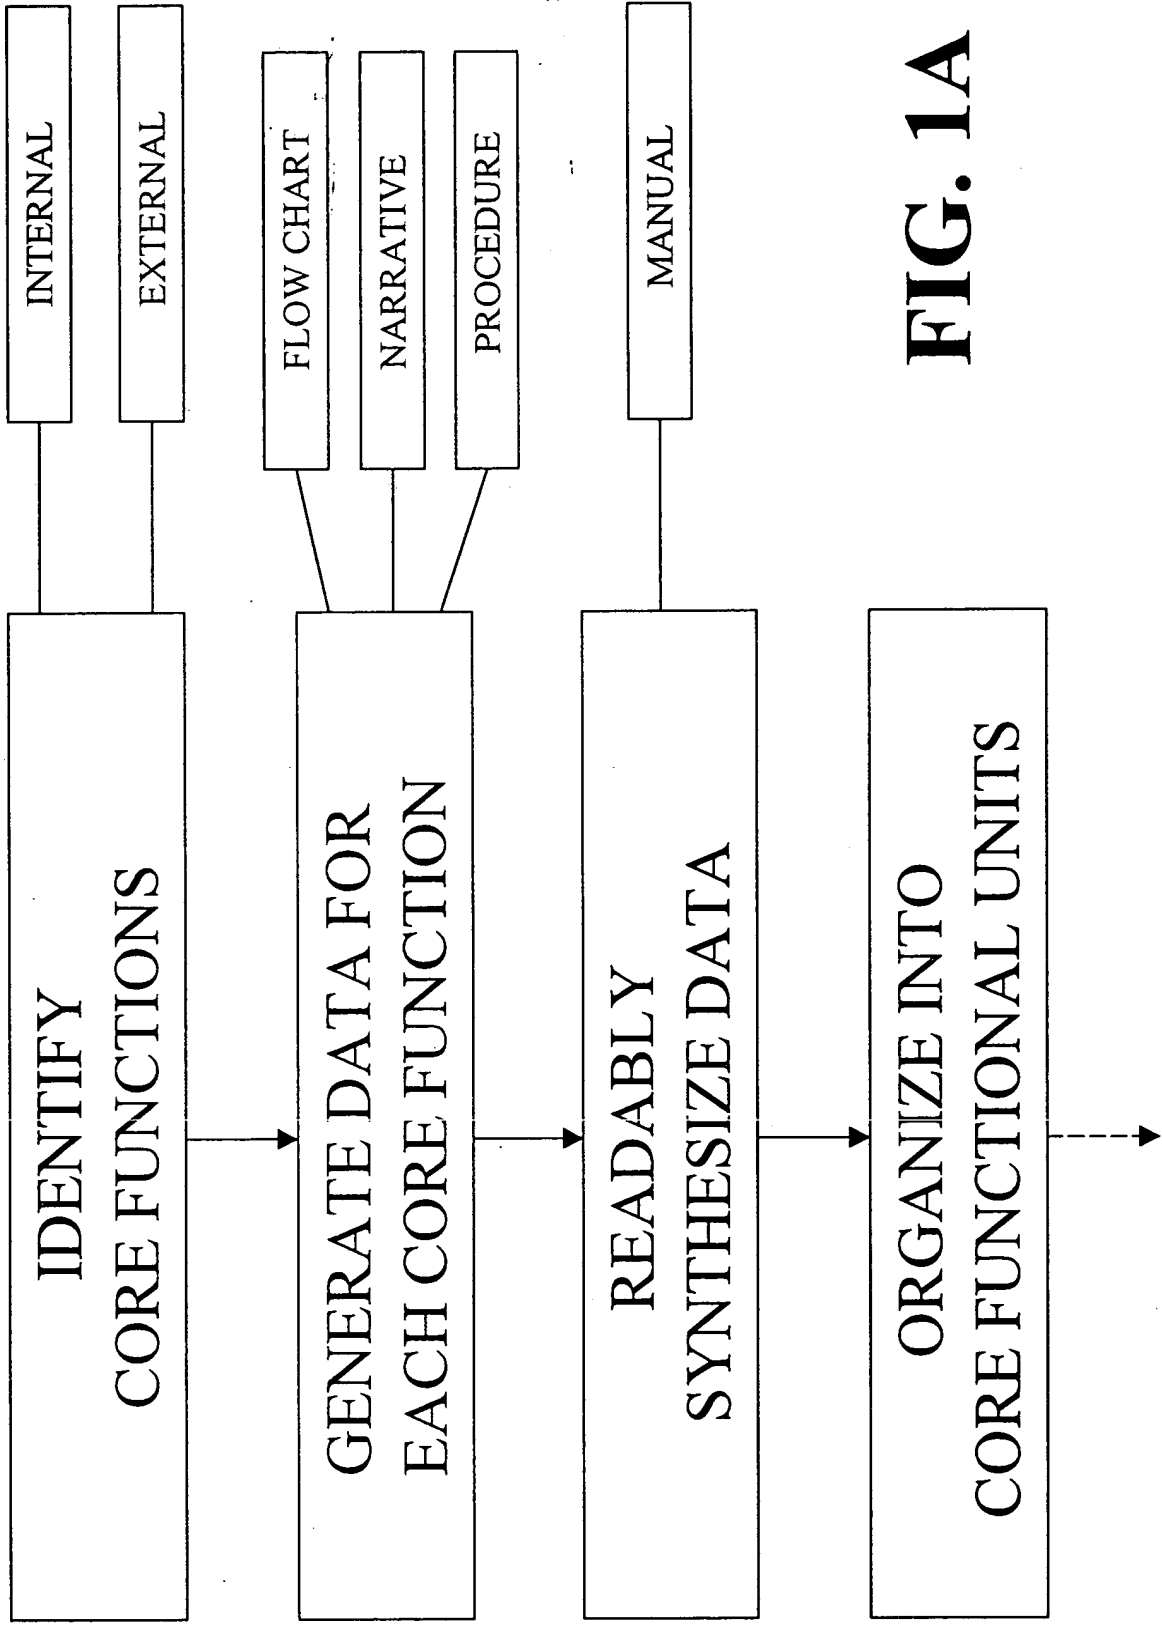 IDENTIFY
CORE FUNCTIONS
INTERNAL
EXTERNAL
GENERATE DATA FOR
EACH CORE FUNCTION
FLOW CHART
NARRATIVE
PROCEDURE
READABLY
SYNTHESIZE DATA
MANUAL
ORGANIZE INTO
CORE FUNCTIONAL UNITS
FIG. 1A